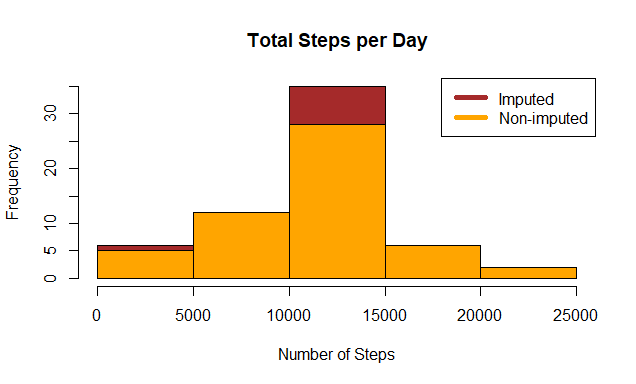 Total Steps per Day
Imputed
Non-imputed
Frequency
30
20
10
5
0
0 5000 10000 15000 20000 25000
Number of Steps